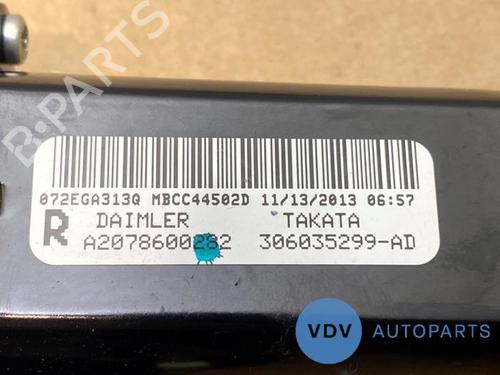 B-PARTS
072EGA313Q MBCC44502D 11/13/2013 06:57
R DAIMLER TAKATA
A2078600282 306035299-AD
VDV AUTOPARTS